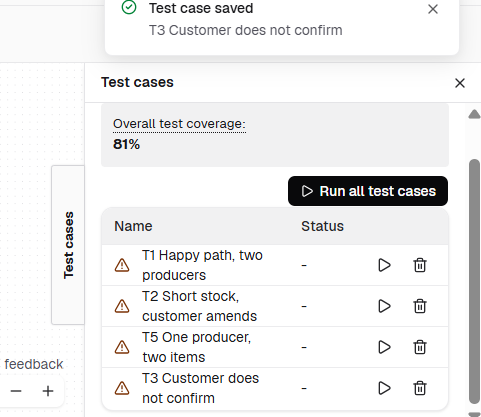 Test case saved
T3 Customer does not confirm
Test cases
Overall test coverage:
81%
Run all test cases
Name Status
T1 Happy path, two
producers
-
T2 Short stock,
customer amends
-
T5 One producer,
two items
-
T3 Customer does
not confirm
-
Test cases
feedback